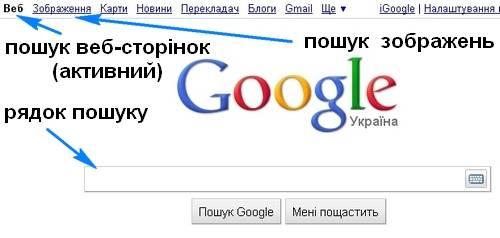 Веб Зображення Карти Новини Перекладач Блоги Gmail Ще ▼ iGoogle | Налаштування
пошук веб-сторінок
(активний)
пошук зображень
Google
Україна
рядок пошуку
Пошук Google Мені пощастить